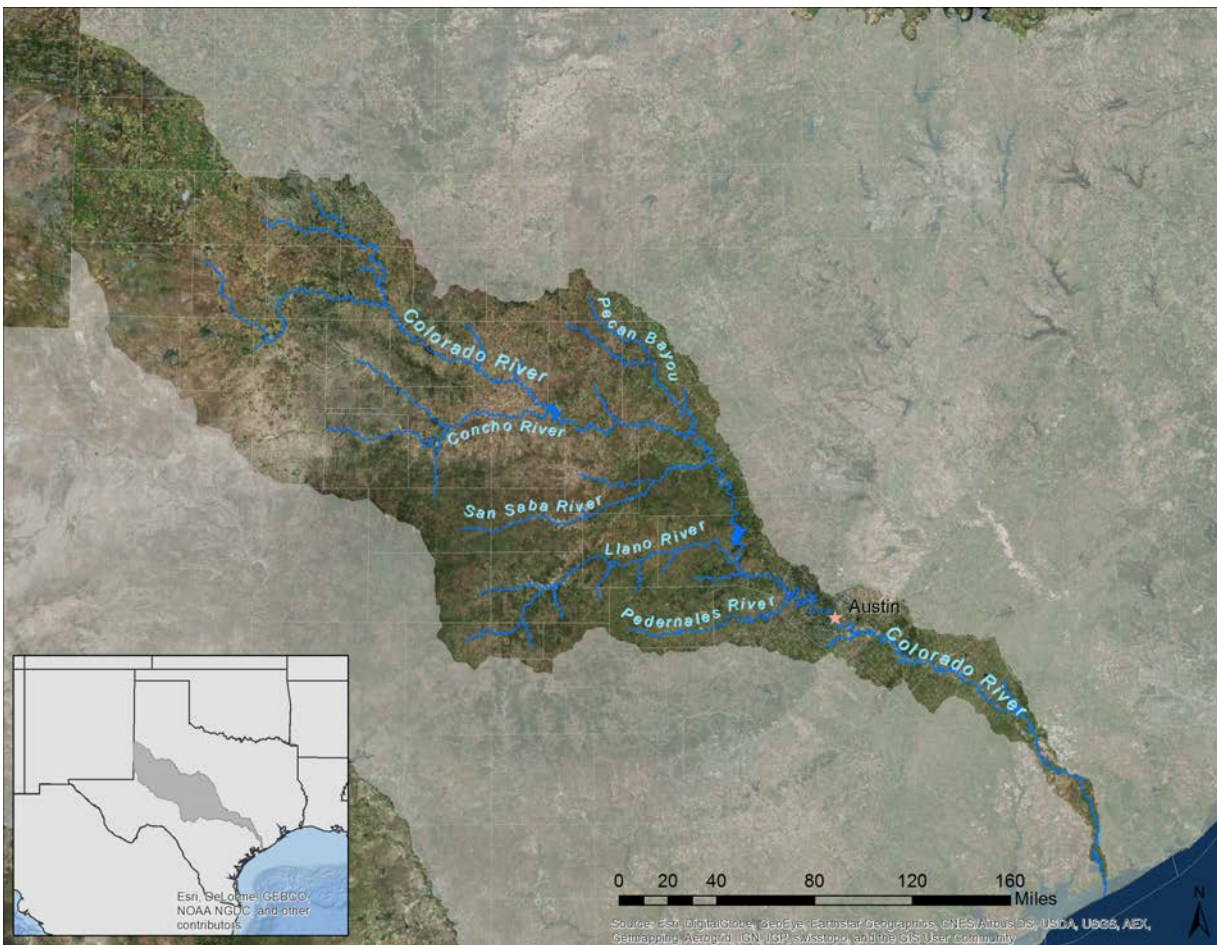 Pecan Bayou
Colorado River
Concho River
San Saba River
Llano River
Pedernales River
Austin
Colorado River
Esri, DeLorme, GEBCO,
NOAA NGDC, and other
contributors
0 20 40 80 120 160
Miles
N
Source: Esri, DigitalGlobe, GeoEye, Earthstar Geographics, CNES/Airbus DS, USDA, USGS, AEX,
Getmapping, Aerogrid, IGN, IGP, swisstopo, and the GIS User Community